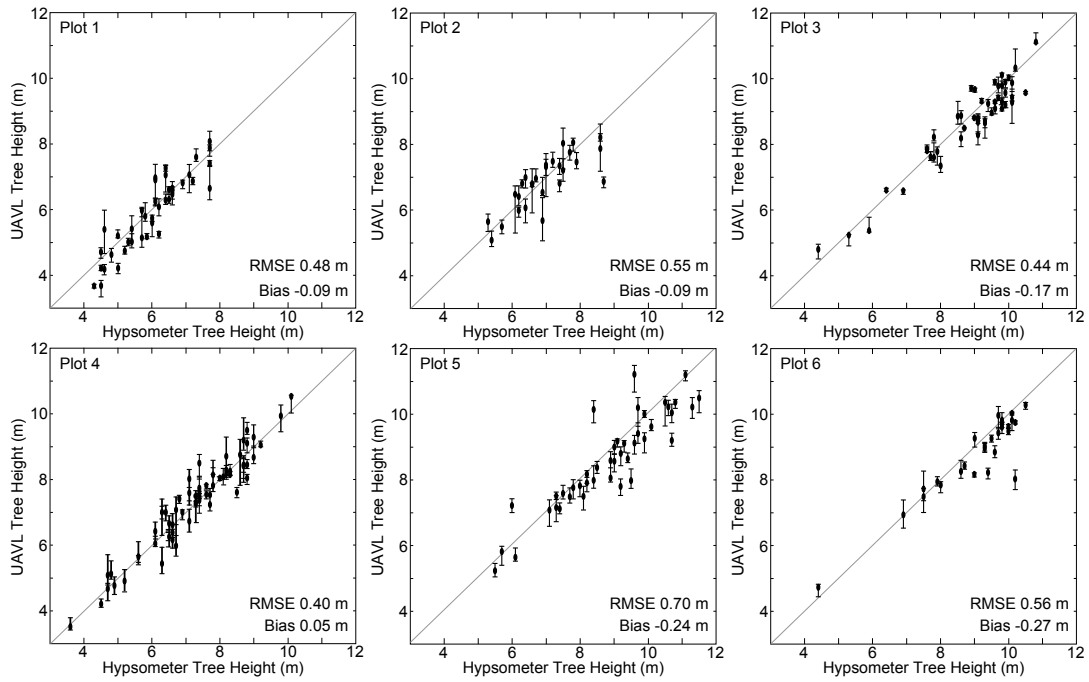 Plot 1
12
10
8
6
4
UAVL Tree Height (m)
RMSE 0.48 m
Bias -0.09 m
4 6 8 10 12
Hypsometer Tree Height (m)
Plot 2
12
10
8
6
4
UAVL Tree Height (m)
RMSE 0.55 m
Bias -0.09 m
4 6 8 10 12
Hypsometer Tree Height (m)
Plot 3
12
10
8
6
4
UAVL Tree Height (m)
RMSE 0.44 m
Bias -0.17 m
4 6 8 10 12
Hypsometer Tree Height (m)
Plot 4
12
10
8
6
4
UAVL Tree Height (m)
RMSE 0.40 m
Bias 0.05 m
4 6 8 10 12
Hypsometer Tree Height (m)
Plot 5
12
10
8
6
4
UAVL Tree Height (m)
RMSE 0.70 m
Bias -0.24 m
4 6 8 10 12
Hypsometer Tree Height (m)
Plot 6
12
10
8
6
4
UAVL Tree Height (m)
RMSE 0.56 m
Bias -0.27 m
4 6 8 10 12
Hypsometer Tree Height (m)